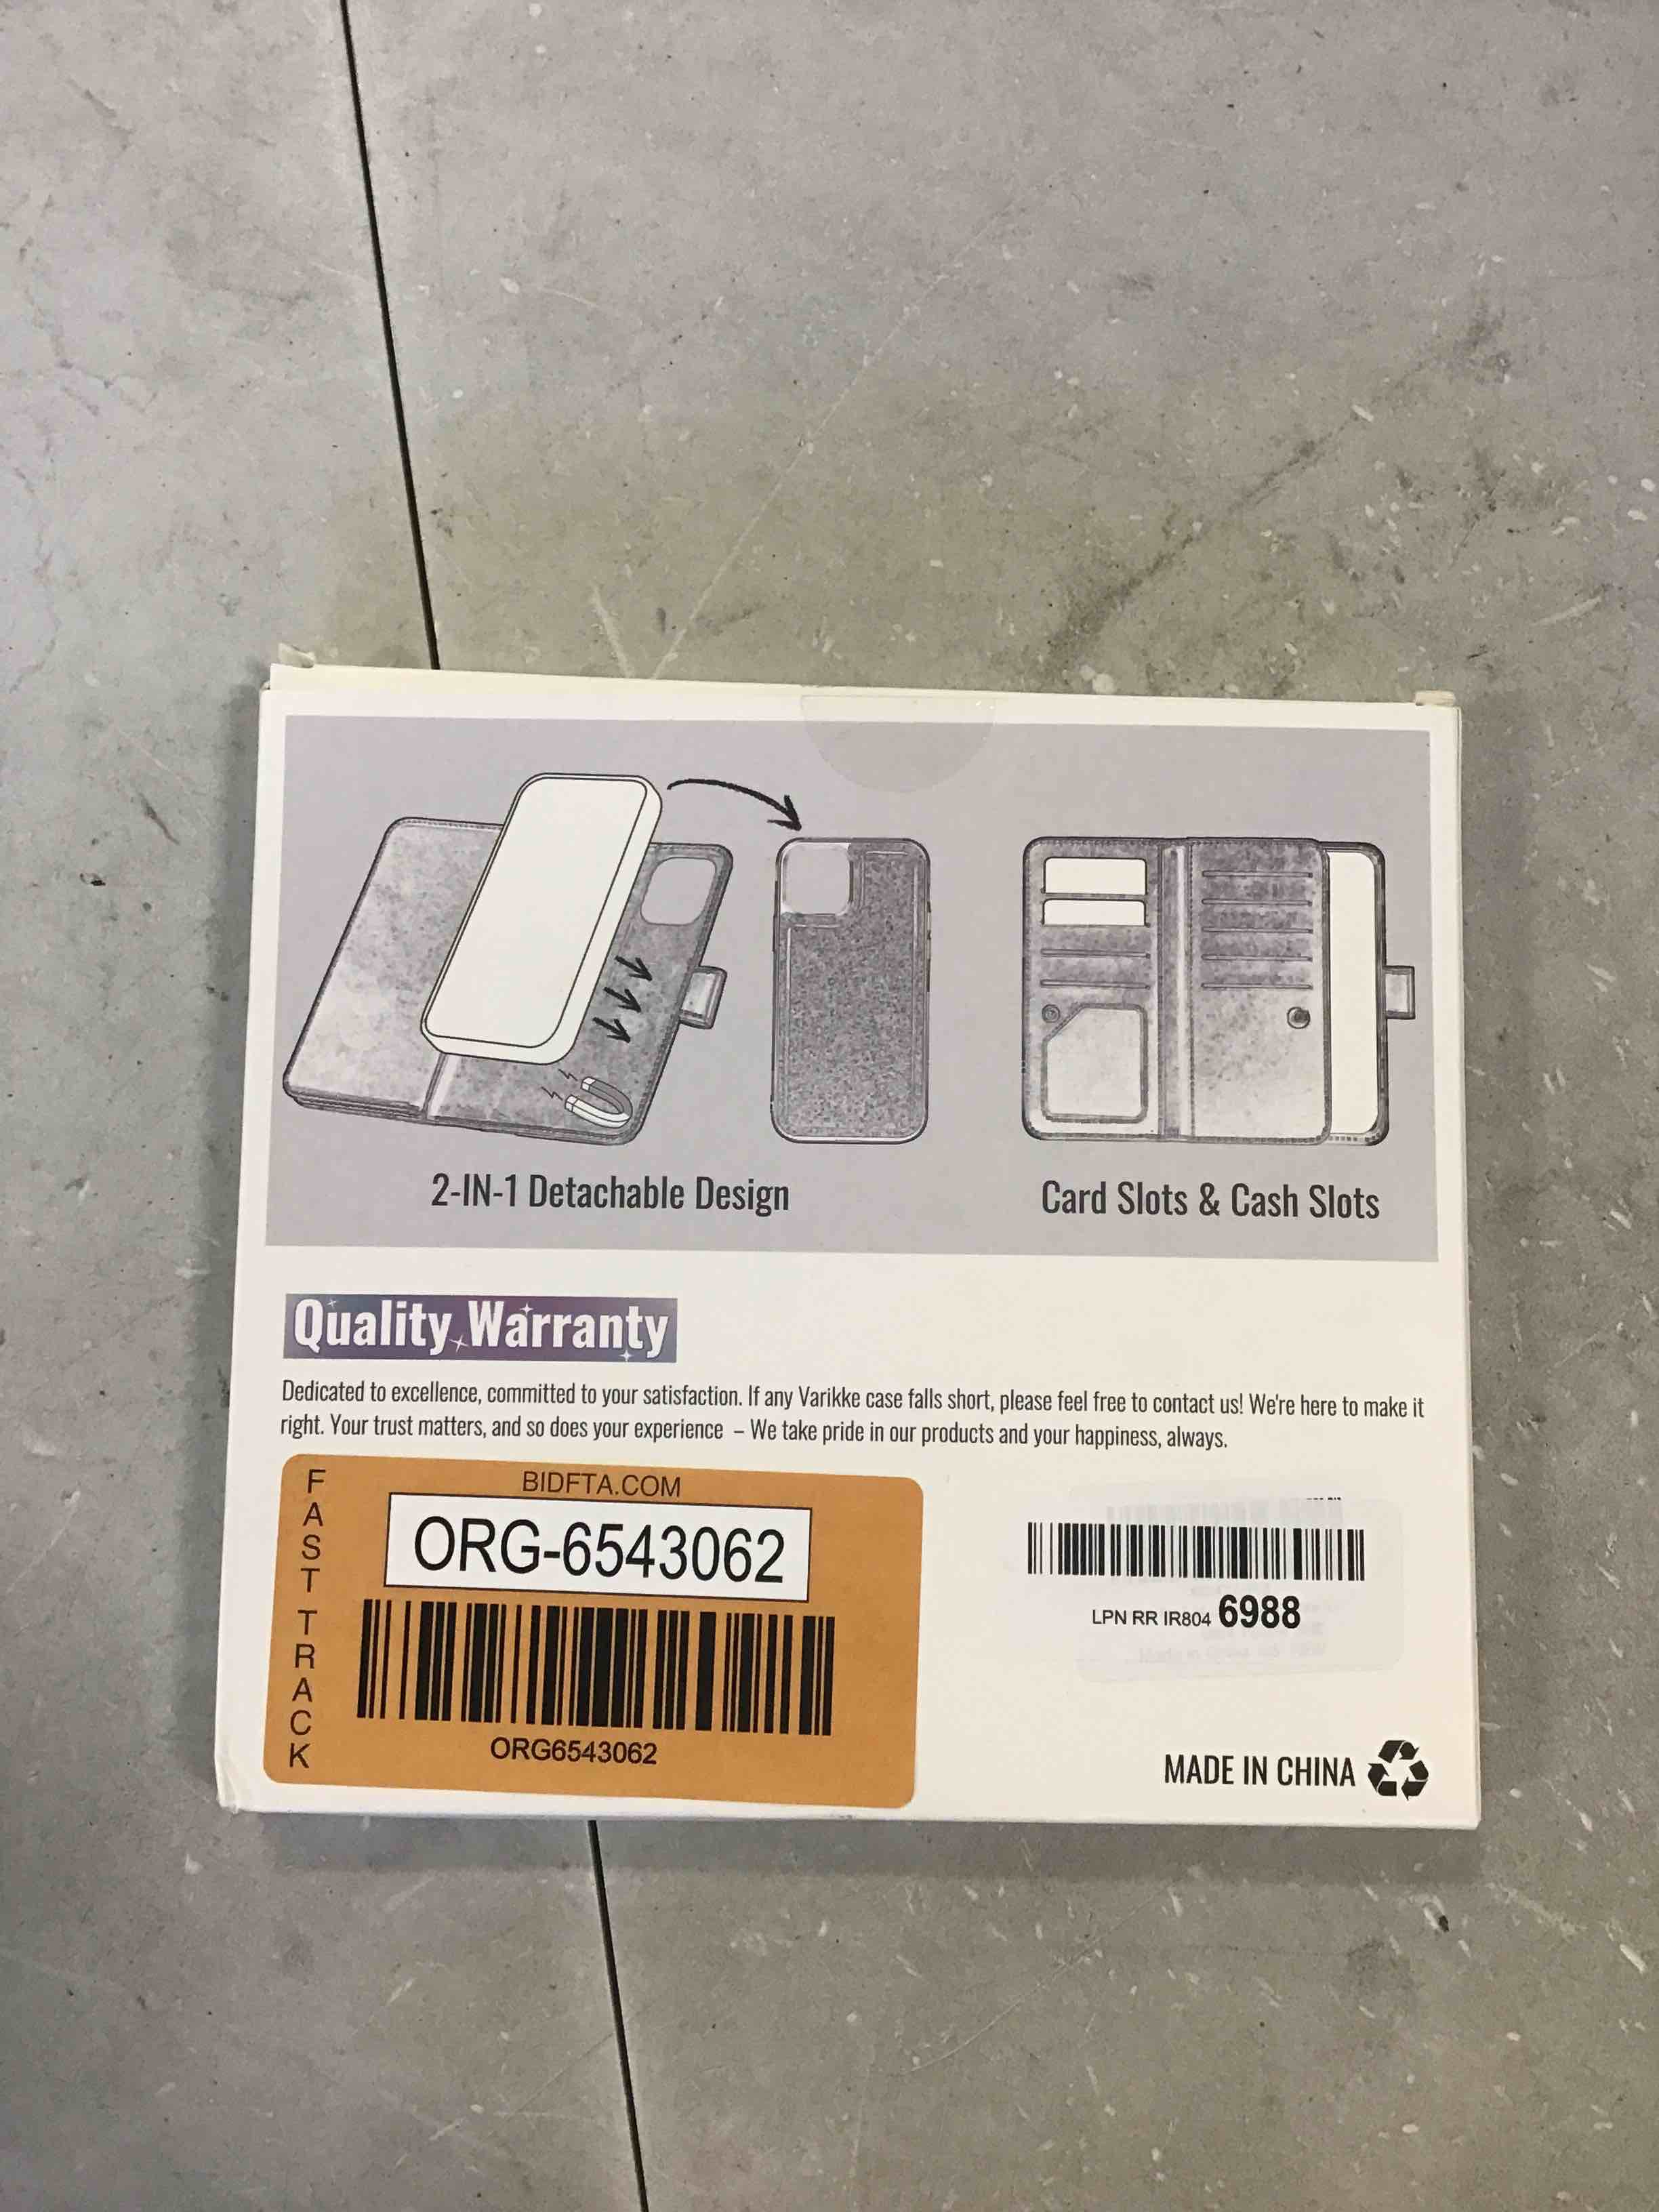 2-IN-1 Detachable Design
Card Slots & Cash Slots
Quality Warranty
Dedicated to excellence, committed to your satisfaction. If any Varikke case falls short, please feel free to contact us! We're here to make it
right. Your trust matters, and so does your experience – We take pride in our products and your happiness, always.
FAST TRACK
BIDFTA.COM
ORG-6543062
ORG6543062
LPN RR IR804 6988
MADE IN CHINA